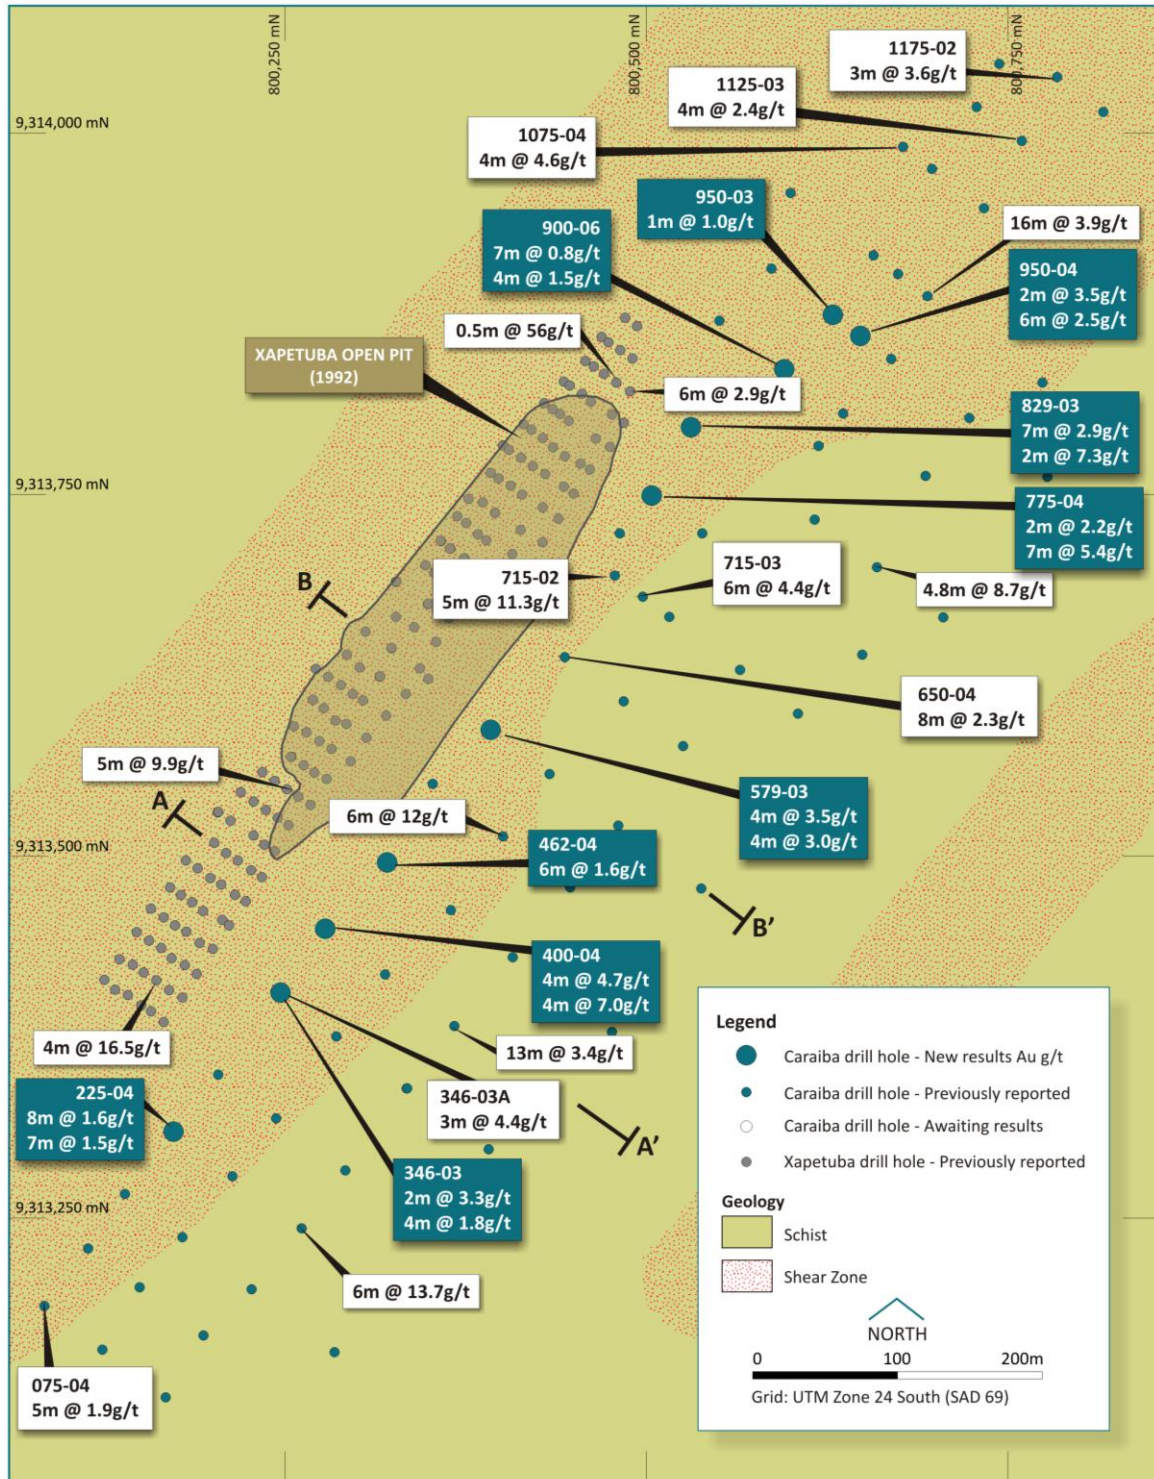 800,250 mN
800,500 mN
800,750 mN
1175-02
3m @ 3.6g/t
1125-03
4m @ 2.4g/t
9,314,000 mN
1075-04
4m @ 4.6g/t
950-03
1m @ 1.0g/t
900-06
7m @ 0.8g/t
4m @ 1.5g/t
16m @ 3.9g/t
950-04
2m @ 3.5g/t
6m @ 2.5g/t
0.5m @ 56g/t
XAPETUBA OPEN PIT
(1992)
6m @ 2.9g/t
829-03
7m @ 2.9g/t
2m @ 7.3g/t
9,313,750 mN
775-04
2m @ 2.2g/t
7m @ 5.4g/t
B
715-02
5m @ 11.3g/t
715-03
6m @ 4.4g/t
4.8m @ 8.7g/t
650-04
8m @ 2.3g/t
5m @ 9.9g/t
A
6m @ 12g/t
579-03
4m @ 3.5g/t
4m @ 3.0g/t
9,313,500 mN
462-04
6m @ 1.6g/t
B’
400-04
4m @ 4.7g/t
4m @ 7.0g/t
4m @ 16.5g/t
13m @ 3.4g/t
225-04
8m @ 1.6g/t
7m @ 1.5g/t
346-03A
3m @ 4.4g/t
A’
346-03
2m @ 3.3g/t
4m @ 1.8g/t
9,313,250 mN
6m @ 13.7g/t
075-04
5m @ 1.9g/t
Legend
Caraiba drill hole - New results Au g/t
Caraiba drill hole - Previously reported
Caraiba drill hole - Awaiting results
Xapetuba drill hole - Previously reported
Geology
Schist
Shear Zone
NORTH
0 100 200m
Grid: UTM Zone 24 South (SAD 69)